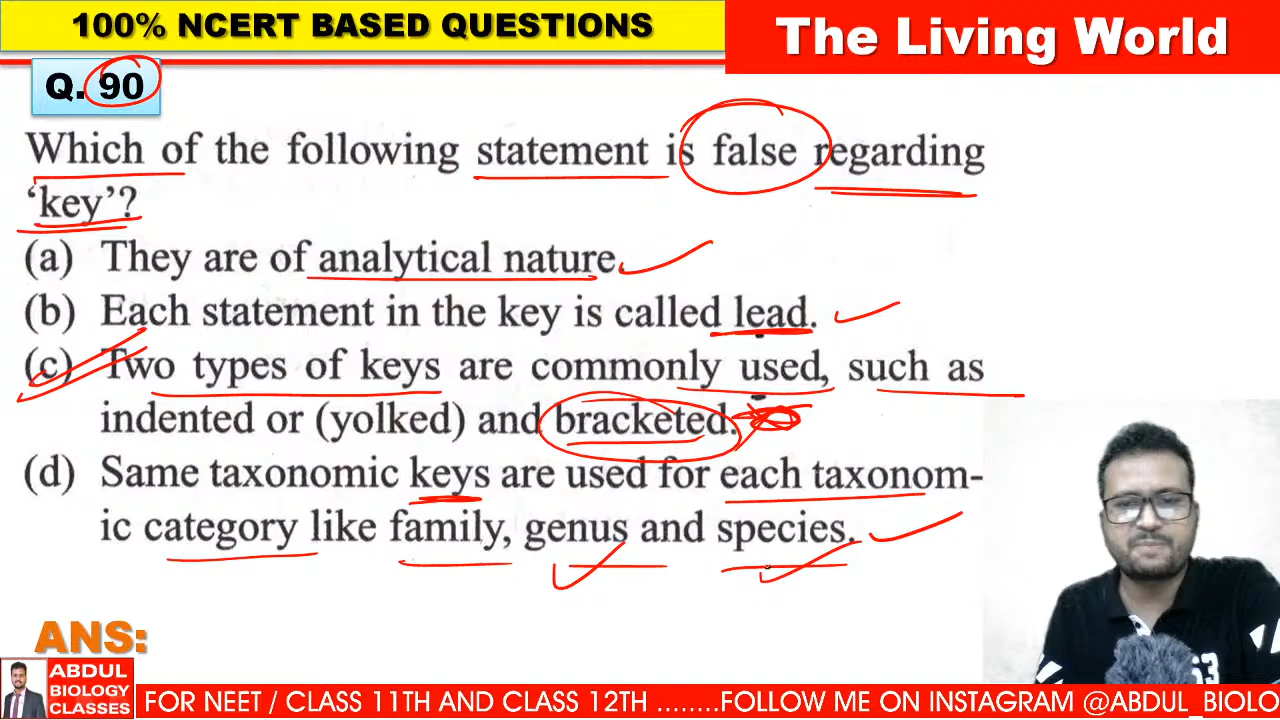 100% NCERT BASED QUESTIONS
The Living World
Q. 90
Which of the following statement is false regarding
‘key’?
(a) They are of analytical nature.
(b) Each statement in the key is called lead.
(c) Two types of keys are commonly used, such as
indented or (yolked) and bracketed.
(d) Same taxonomic keys are used for each taxonom-
ic category like family, genus and species.
ANS:
ABDUL
BIOLOGY
CLASSES
FOR NEET / CLASS 11TH AND CLASS 12TH ........FOLLOW ME ON INSTAGRAM @ABDUL_BIOLO